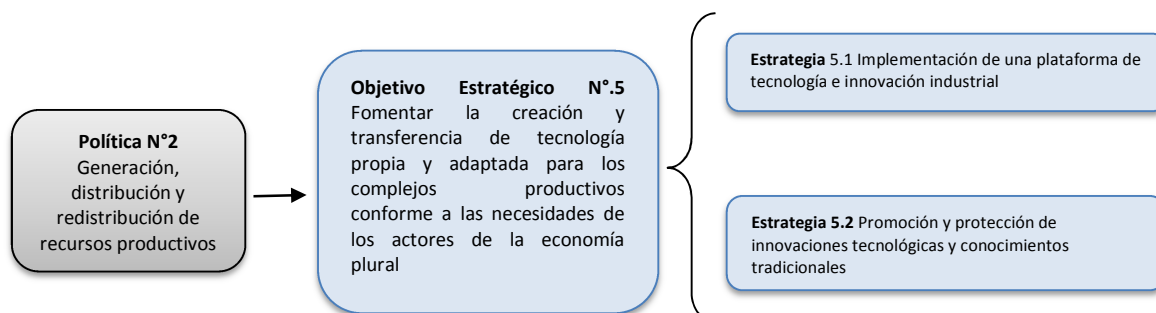 Política N°2
Generación,
distribución y
redistribución de
recursos productivos
Objetivo Estratégico N°.5
Fomentar la creación y
transferencia de tecnología
propia y adaptada para los
complejos productivos
conforme a las necesidades de
los actores de la economía
plural
Estrategia 5.1 Implementación de una plataforma de
tecnología e innovación industrial
Estrategia 5.2 Promoción y protección de
innovaciones tecnológicas y conocimientos
tradicionales